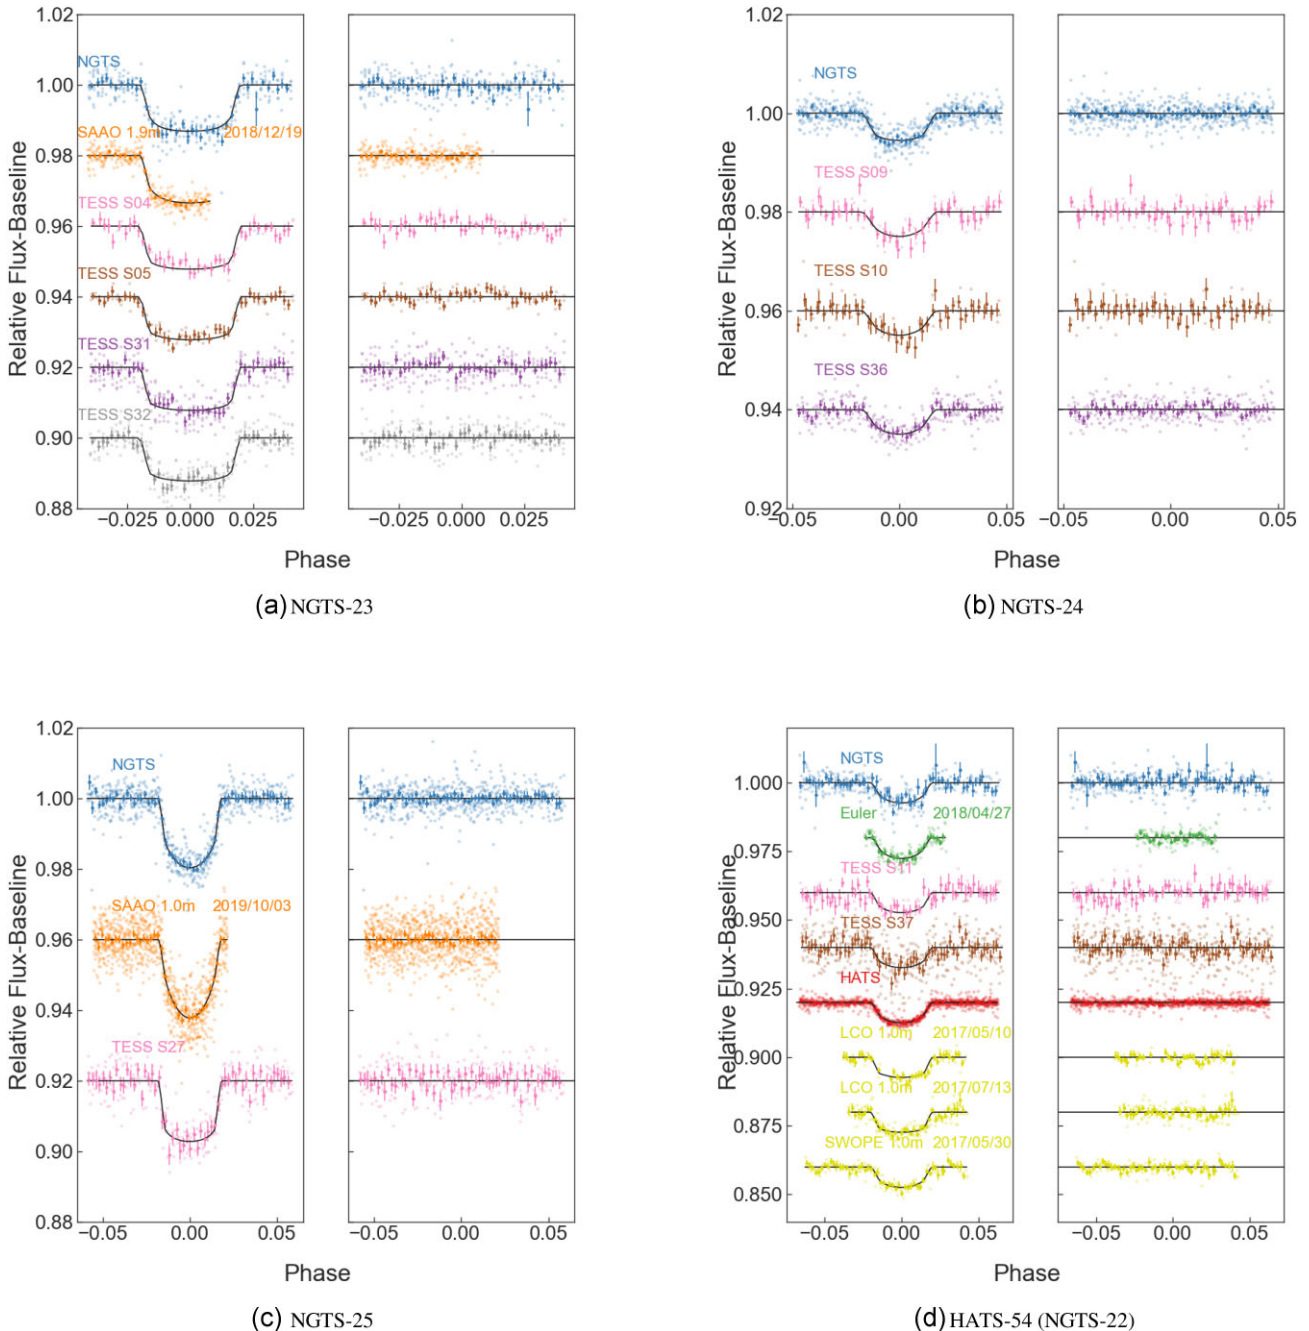 1.02
1.00
0.98
0.96
0.94
0.92
0.90
0.88
Relative Flux-Baseline
NGTS
SAAO 1.9m 2018/12/19
TESS S04
TESS S05
TESS S31
TESS S32
−0.025 0.000 0.025
−0.025 0.000 0.025
Phase
(a) NGTS-23
1.02
1.00
0.98
0.96
0.94
0.92
Relative Flux-Baseline
NGTS
TESS S09
TESS S10
TESS S36
−0.05 0.00 0.05
−0.05 0.00 0.05
Phase
(b) NGTS-24
1.02
1.00
0.98
0.96
0.94
0.92
0.90
0.88
Relative Flux-Baseline
NGTS
SAAO 1.0m 2019/10/03
TESS S27
−0.05 0.00 0.05
−0.05 0.00 0.05
Phase
(c) NGTS-25
1.000
0.975
0.950
0.925
0.900
0.875
0.850
Relative Flux-Baseline
NGTS
Euler 2018/04/27
TESS S11
TESS S37
HATS
LCO 1.0m 2017/05/10
LCO 1.0m 2017/07/13
SWOPE 1.0m 2017/05/30
−0.05 0.00 0.05
−0.05 0.00 0.05
Phase
(d) HATS-54 (NGTS-22)